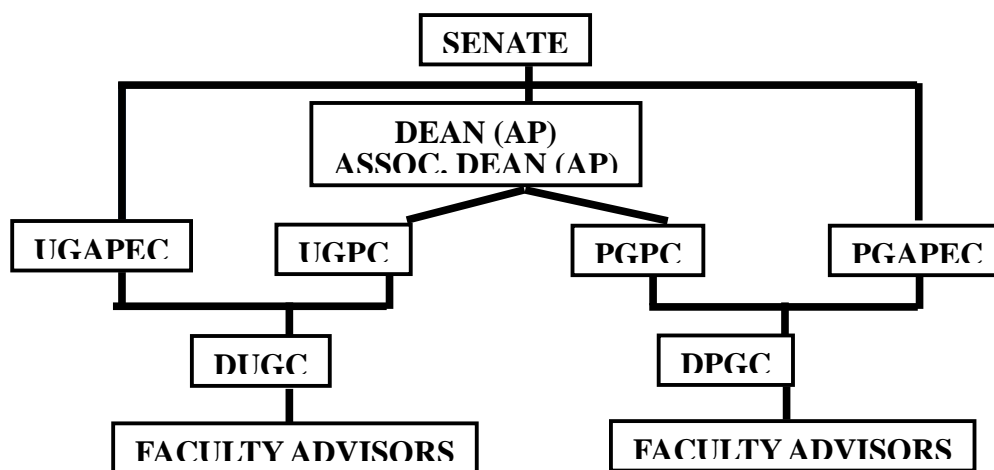 SENATE
DEAN (AP)
ASSOC. DEAN (AP)
UGAPEC
UGPC
PGPC
PGAPEC
DUGC
DPGC
FACULTY ADVISORS
FACULTY ADVISORS